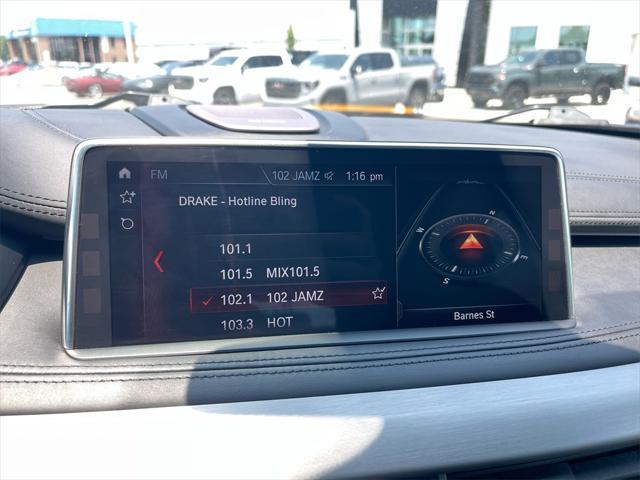 FM
102 JAMZ
1:16 pm
DRAKE - Hotline Bling
101.1
101.5 MIX101.5
102.1 102 JAMZ
103.3 HOT
N
W
E
S
Barnes St